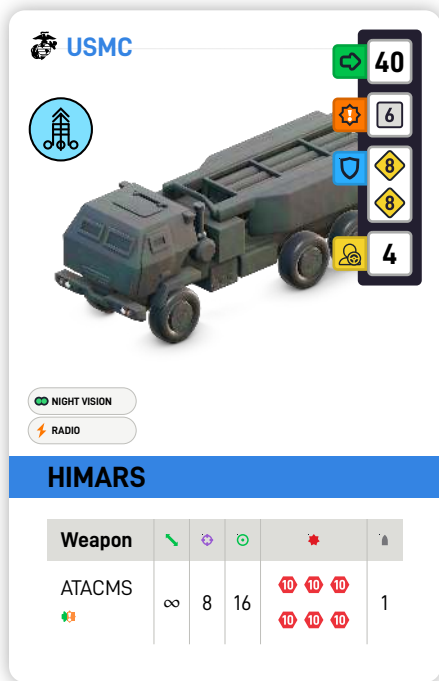 USMC
40
6
8
8
4
NIGHT VISION
RADIO
HIMARS
Weapon
ATACMS ∞ 8 16 10 10 10 1
10 10 10